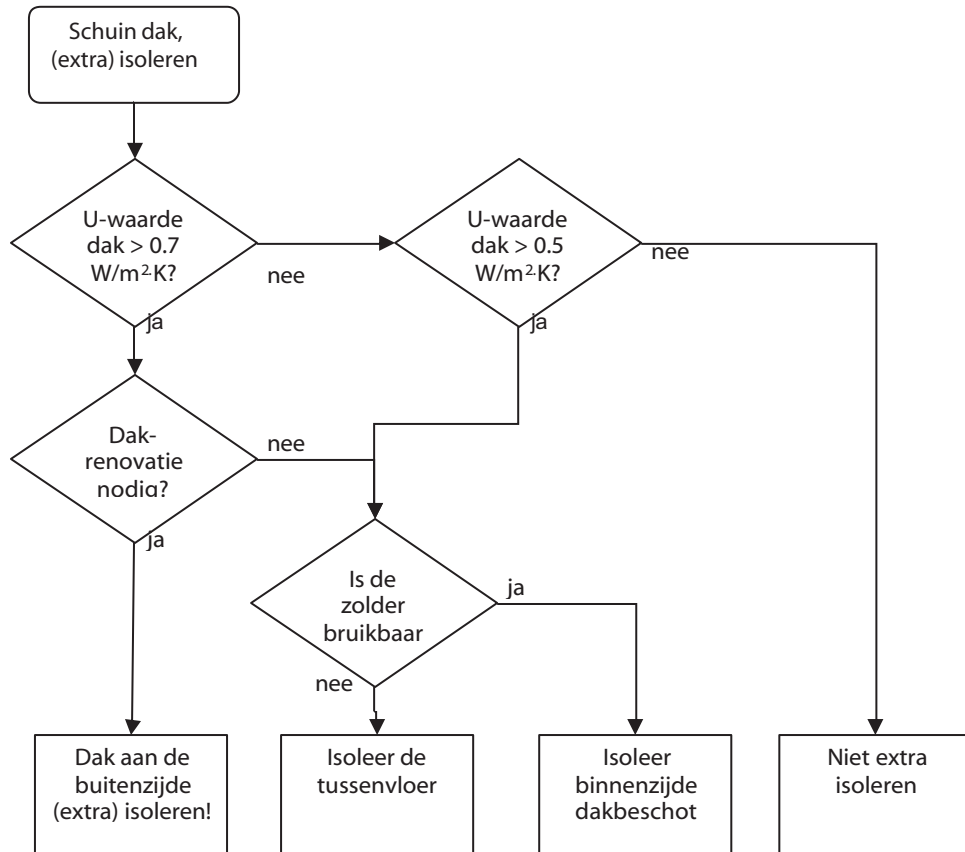 Schuin dak,
(extra) isoleren
U-waarde
dak > 0.7
W/m²·K?
nee
U-waarde
dak > 0.5
W/m²·K?
nee
ja
ja
Dak-
renovatie
nodig?
nee
ja
Is de
zolder
bruikbaar
ja
nee
Dak aan de
buitenzijde
(extra) isoleren!
Isoleer de
tussenvloer
Isoleer
binnenzijde
dakbeschot
Niet extra
isoleren